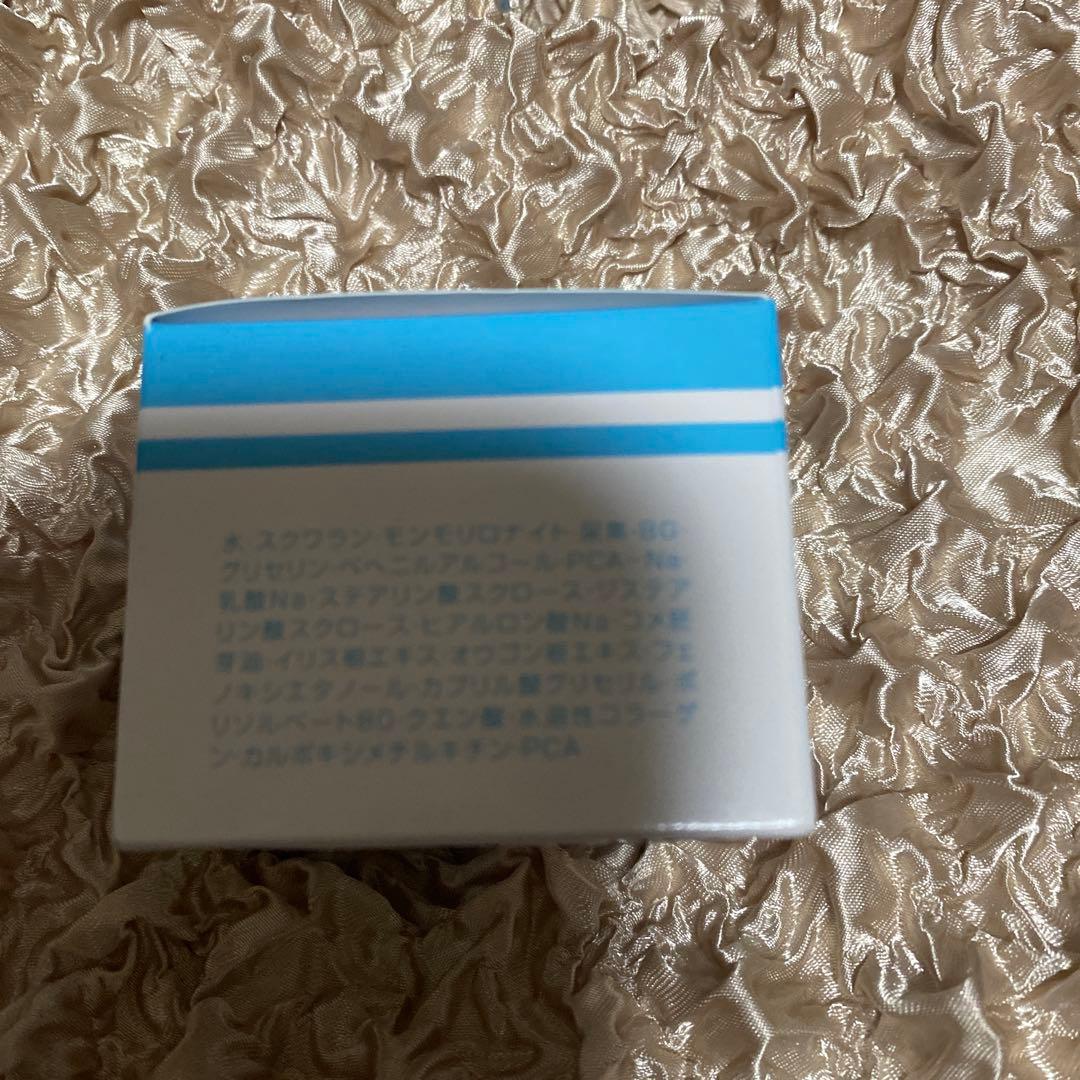 水・スクワラン・モンモリロナイト・尿素・BG・
グリセリン・ベヘニルアルコール・PCA-Na・
乳酸Na・ステアリン酸スクロース・ジステア
リン酸スクロース・ヒアルロン酸Na・コメ胚
芽油・イリス根エキス・オウゴン根エキス・フェ
ノキシエタノール・カプリル酸グリセリル・ポ
リソルベート80・クエン酸・水溶性コラーゲ
ン・カルボキシメチルキチン・PCA